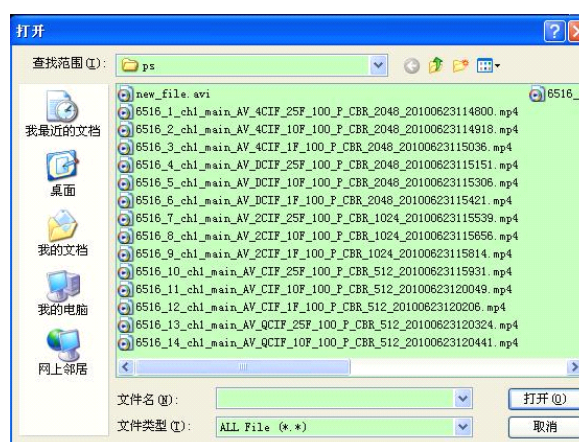 打开
查找范围(I): ps
new_file.avi
6516_
6516_1_ch1_main_AV_4CIF_25F_100_P_CBR_2048_20100623114800.mp4
6516_2_ch1_main_AV_4CIF_10F_100_P_CBR_2048_20100623114918.mp4
6516_3_ch1_main_AV_4CIF_1F_100_P_CBR_2048_20100623115036.mp4
6516_4_ch1_main_AV_DCIF_25F_100_P_CBR_2048_20100623115151.mp4
6516_5_ch1_main_AV_DCIF_10F_100_P_CBR_2048_20100623115306.mp4
6516_6_ch1_main_AV_DCIF_1F_100_P_CBR_2048_20100623115421.mp4
6516_7_ch1_main_AV_2CIF_25F_100_P_CBR_1024_20100623115539.mp4
6516_8_ch1_main_AV_2CIF_10F_100_P_CBR_1024_20100623115656.mp4
6516_9_ch1_main_AV_2CIF_1F_100_P_CBR_1024_20100623115814.mp4
6516_10_ch1_main_AV_CIF_25F_100_P_CBR_512_20100623115931.mp4
6516_11_ch1_main_AV_CIF_10F_100_P_CBR_512_20100623120049.mp4
6516_12_ch1_main_AV_CIF_1F_100_P_CBR_512_20100623120206.mp4
6516_13_ch1_main_AV_QCIF_25F_100_P_CBR_512_20100623120324.mp4
6516_14_ch1_main_AV_QCIF_10F_100_P_CBR_512_20100623120441.mp4
我最近的文档
桌面
我的文档
我的电脑
网上邻居
文件名(N):
打开(O)
文件类型(T): ALL File (*.*)
取消